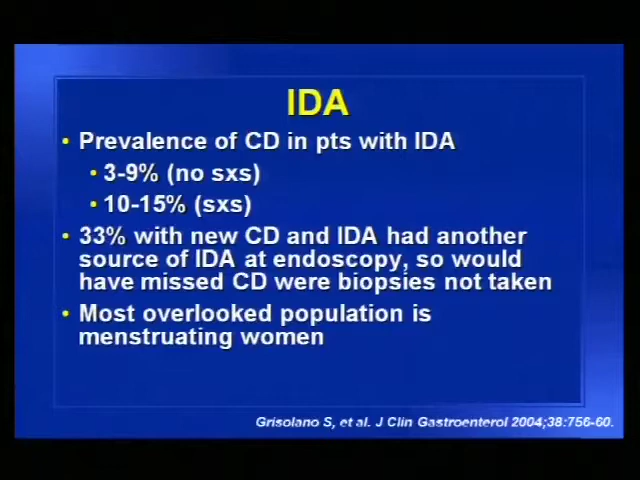 IDA
• Prevalence of CD in pts with IDA
• 3-9% (no sxs)
• 10-15% (sxs)
• 33% with new CD and IDA had another
source of IDA at endoscopy, so would
have missed CD were biopsies not taken
• Most overlooked population is
menstruating women
Grisolano S, et al. J Clin Gastroenterol 2004;38:756-60.